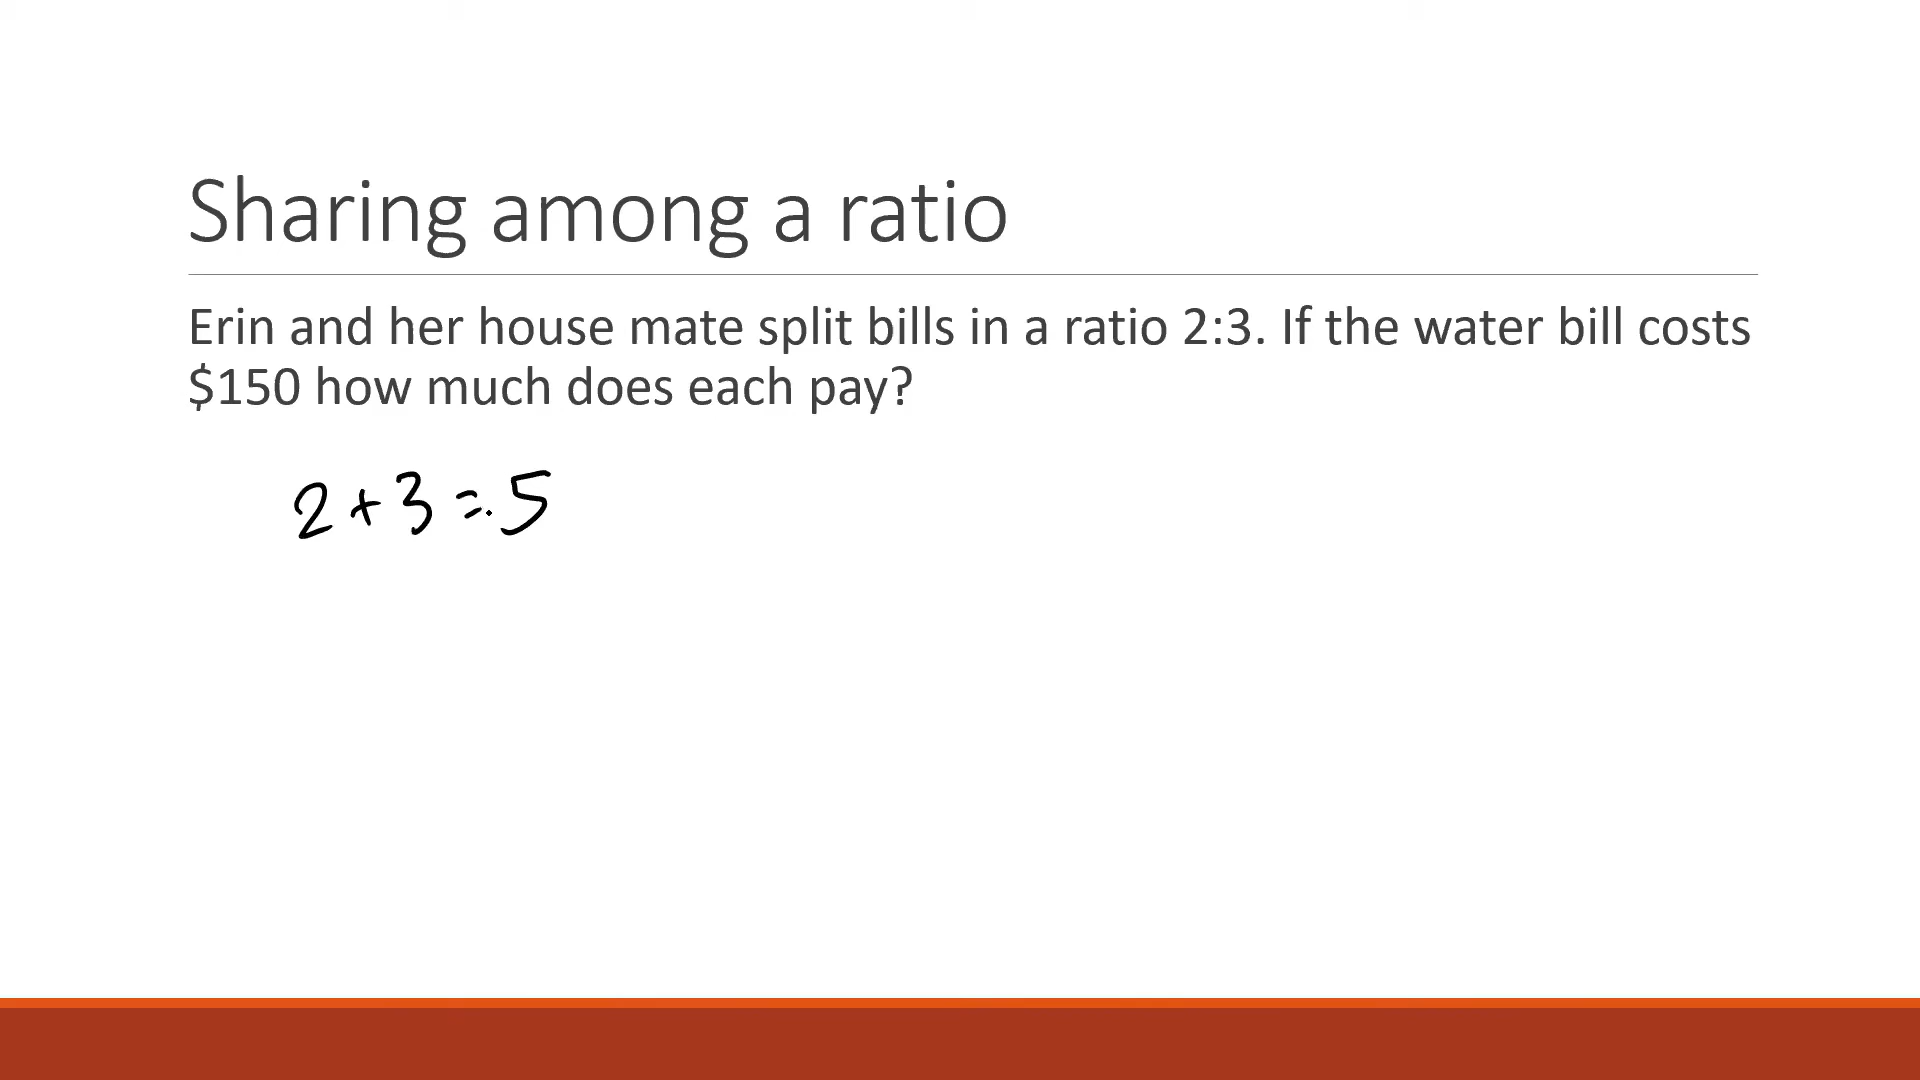 Sharing among a ratio
Erin and her house mate split bills in a ratio 2:3. If the water bill costs
$150 how much does each pay?
2+3=5